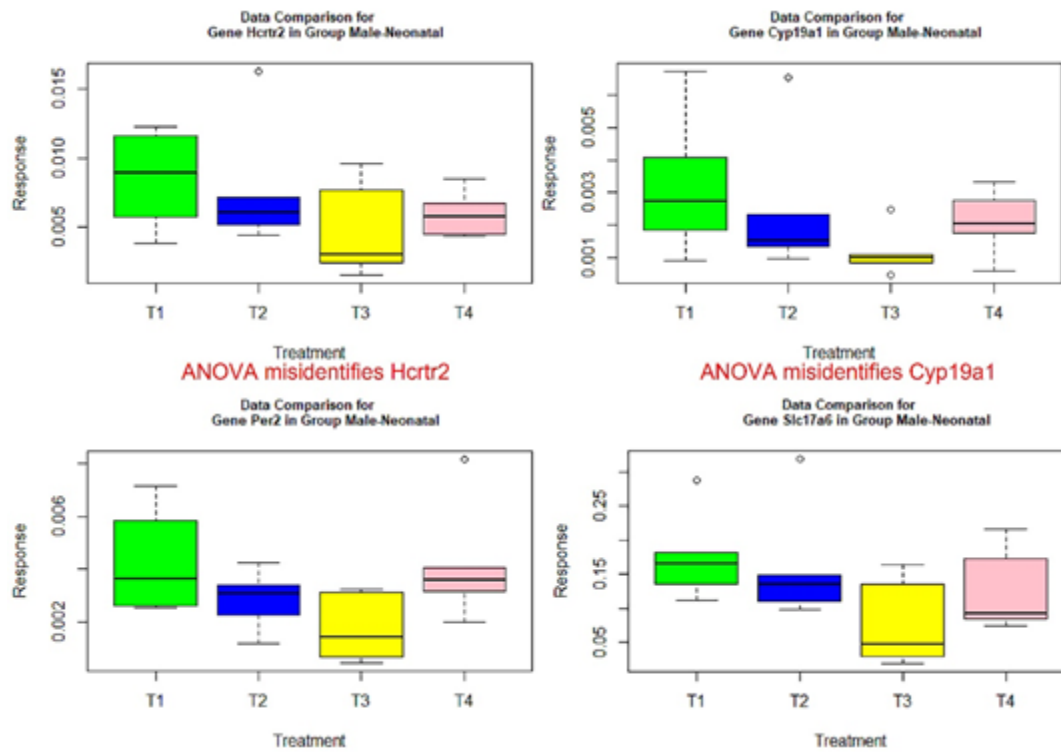 Data Comparison for
Gene Hcrtr2 in Group Male-Neonatal
Response
0.015
0.010
0.005
T1 T2 T3 T4
Treatment
ANOVA misidentifies Hcrtr2
Data Comparison for
Gene Cyp19a1 in Group Male-Neonatal
Response
0.005
0.003
0.001
T1 T2 T3 T4
Treatment
ANOVA misidentifies Cyp19a1
Data Comparison for
Gene Per2 in Group Male-Neonatal
Response
0.006
0.002
T1 T2 T3 T4
Treatment
Data Comparison for
Gene Slc17a6 in Group Male-Neonatal
Response
0.25
0.15
0.05
T1 T2 T3 T4
Treatment